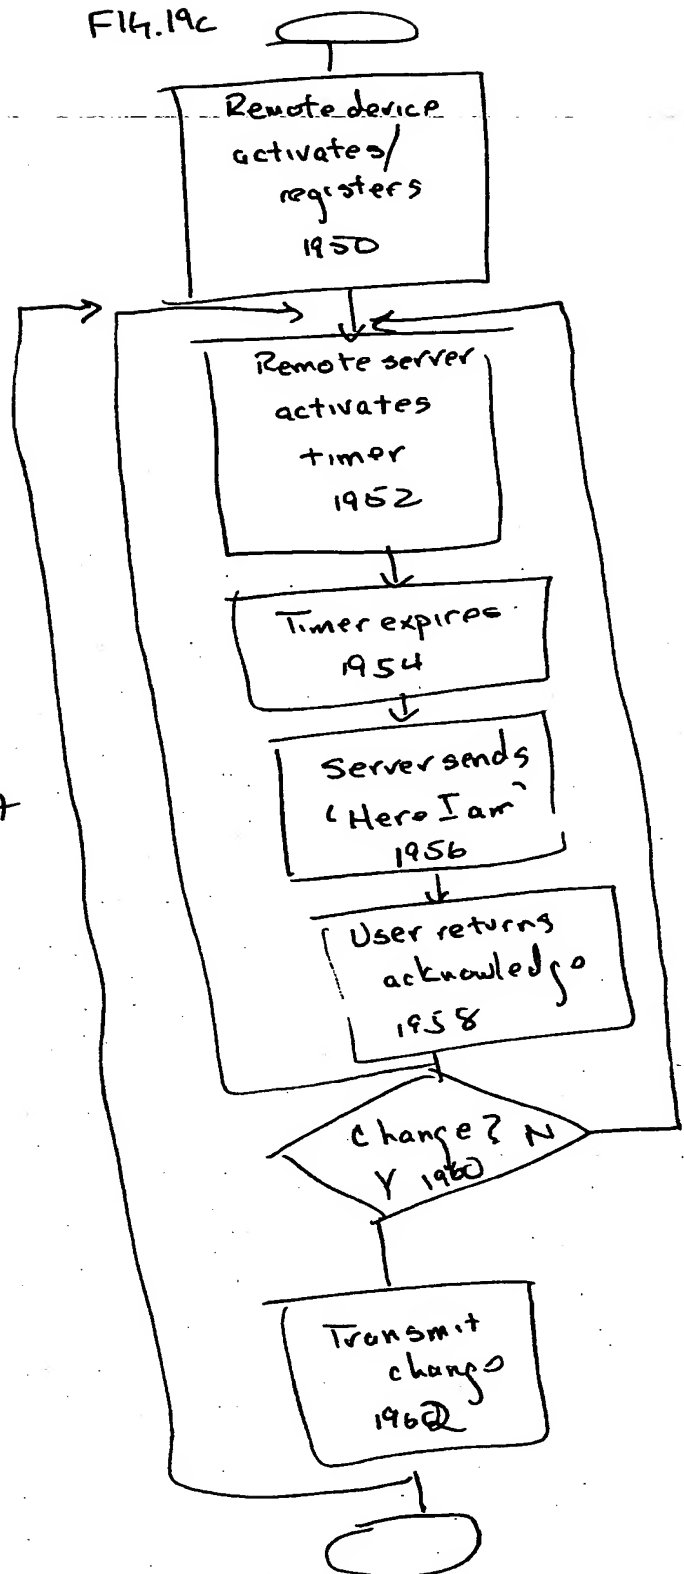 FIG.19c
Remote device
activates/
registers
1950
Remote server
activates
timer
1952
Timer expires
1954
Server sends
'Here I am'
1956
User returns
acknowledge
1958
Change? N
Y 1960
Transmit
change
1962